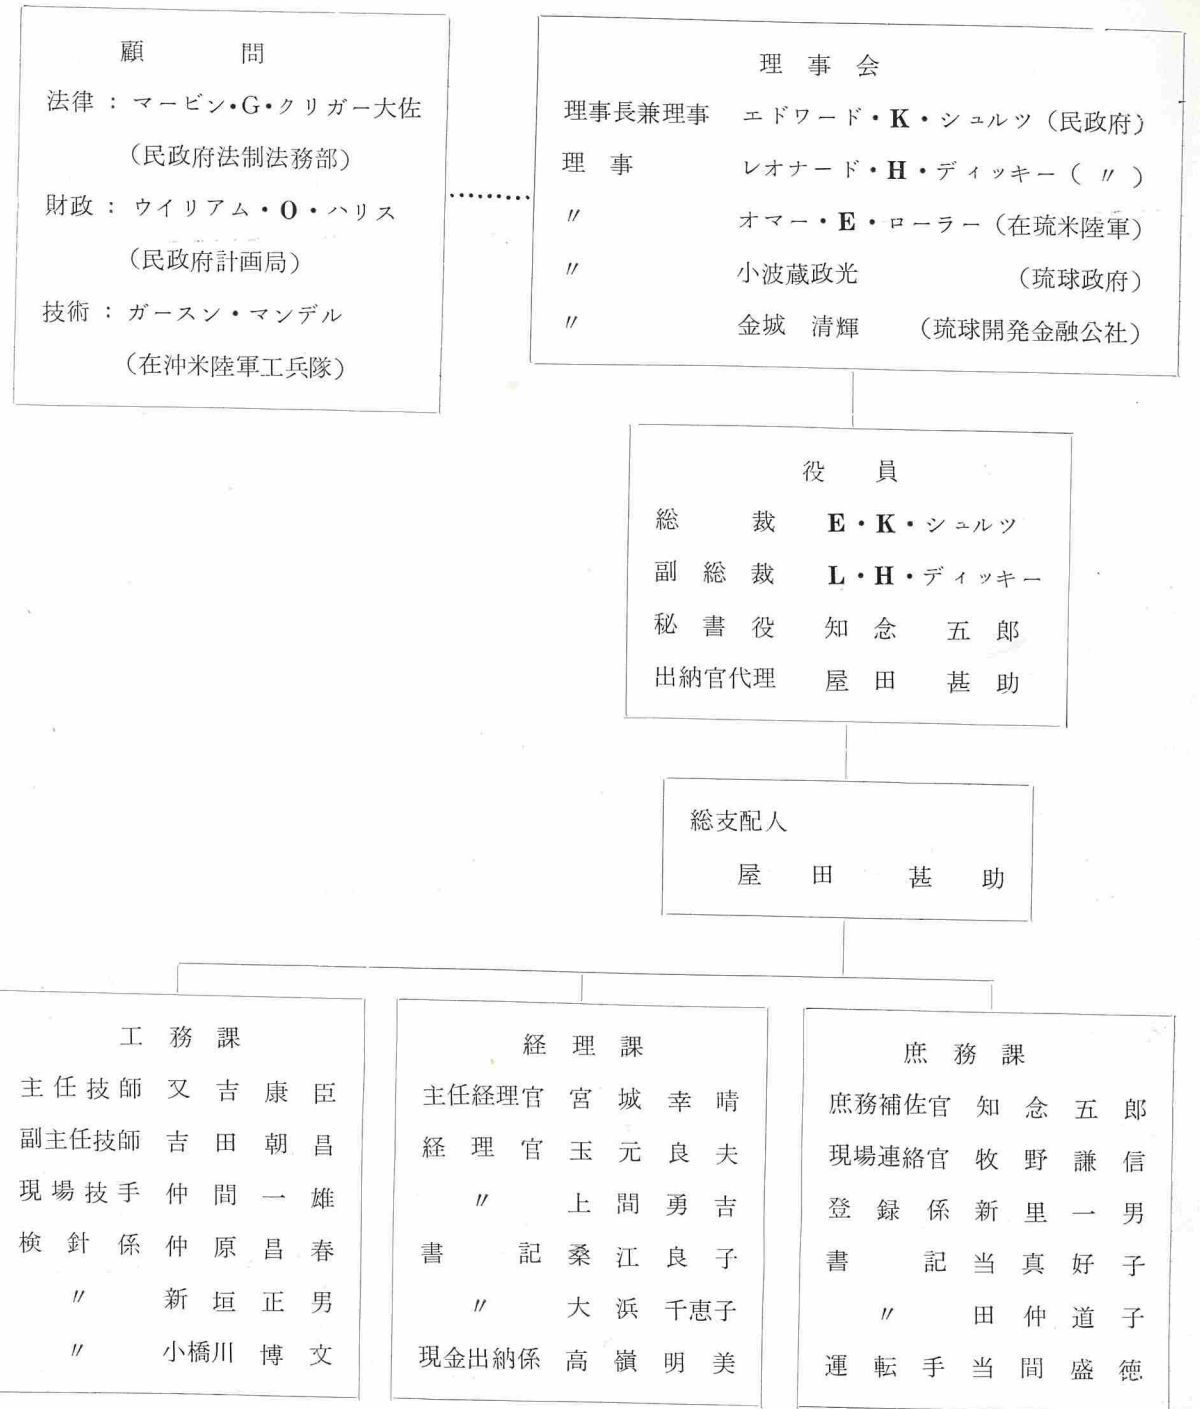 顧問
法律：マービン・G・クリガー大佐
（民政府法制法務部）
財政：ウイリアム・O・ハリス
（民政府計画局）
技術：ガースン・マンデル
（在沖米陸軍工兵隊）
理事会
理事長兼理事 エドワード・K・シュルツ（民政府）
理事 レオナード・H・ディッキー（〃）
〃 オマー・E・ローラー（在琉米陸軍）
〃 小波蔵政光（琉球政府）
〃 金城 清輝（琉球開発金融公社）
役員
総裁 E・K・シュルツ
副総裁 L・H・ディッキー
秘書役 知念 五郎
出納官代理 屋田 甚助
総支配人
屋田 甚助
工務課
主任技師 又吉康臣
副主任技師 吉田朝昌
現場技手 仲間一雄
検針係 仲原昌春
〃 新垣正男
〃 小橋川博文
経理課
主任経理官 宮城幸晴
経理官 玉元良夫
〃 上間勇吉
書記 桑江良子
〃 大浜千恵子
現金出納係 高嶺明美
庶務課
庶務補佐官 知念五郎
現場連絡官 牧野謙信
登録係 新里一男
書記 当真好子
〃 田仲道子
運転手 当間盛徳